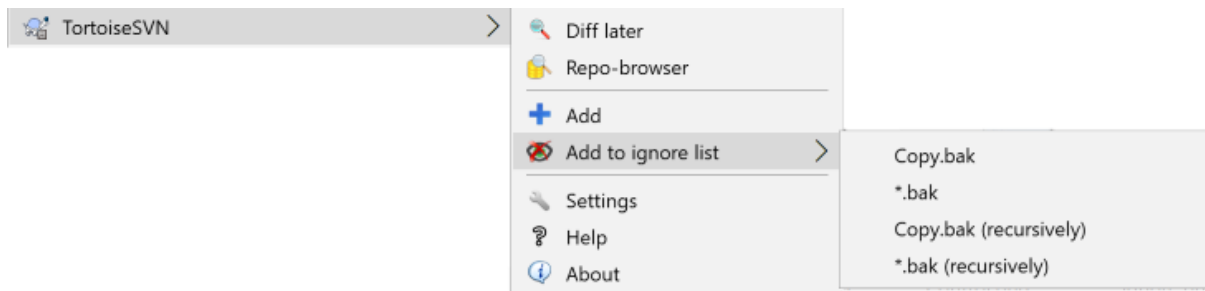 TortoiseSVN
Diff later
Repo-browser
Add
Add to ignore list
Copy.bak
*.bak
Copy.bak (recursively)
*.bak (recursively)
Settings
Help
About